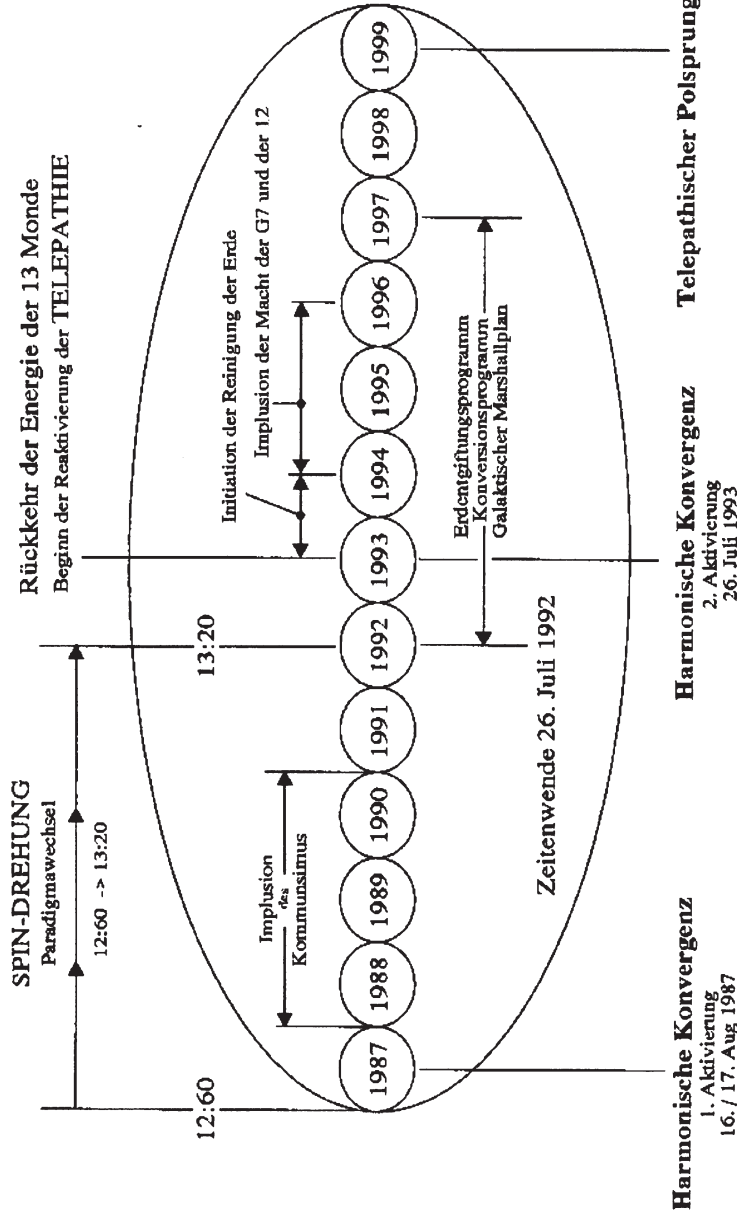 SPIN-DREHUNG
Paradigmawechsel
12:60 -> 13:20
Rückkehr der Energie der 13 Monde
Beginn der Reaktivierung der TELEPATHIE
12:60
13:20
Implusion
des
Kommunsimus
Initiation der Reinigung der Erde
Implusion der Macht der G7 und der 12
1987
1988
1989
1990
1991
1992
1993
1994
1995
1996
1997
1998
1999
Erdentgiftungsprogramm
Konversionsprogramm
Galaktischer Marshallplan
Zeitenwende 26. Juli 1992
Harmonische Konvergenz
1. Aktivierung
16. / 17. Aug 1987
Harmonische Konvergenz
2. Aktivierung
26. Juli 1993
Telepathischer Polsprung